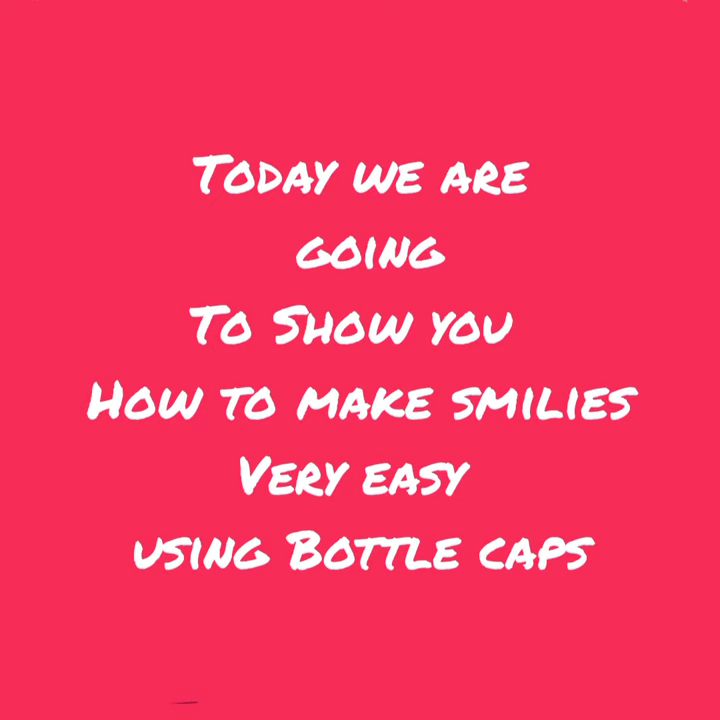 Today we are
going
To Show you
How to make smilies
Very easy
using Bottle caps